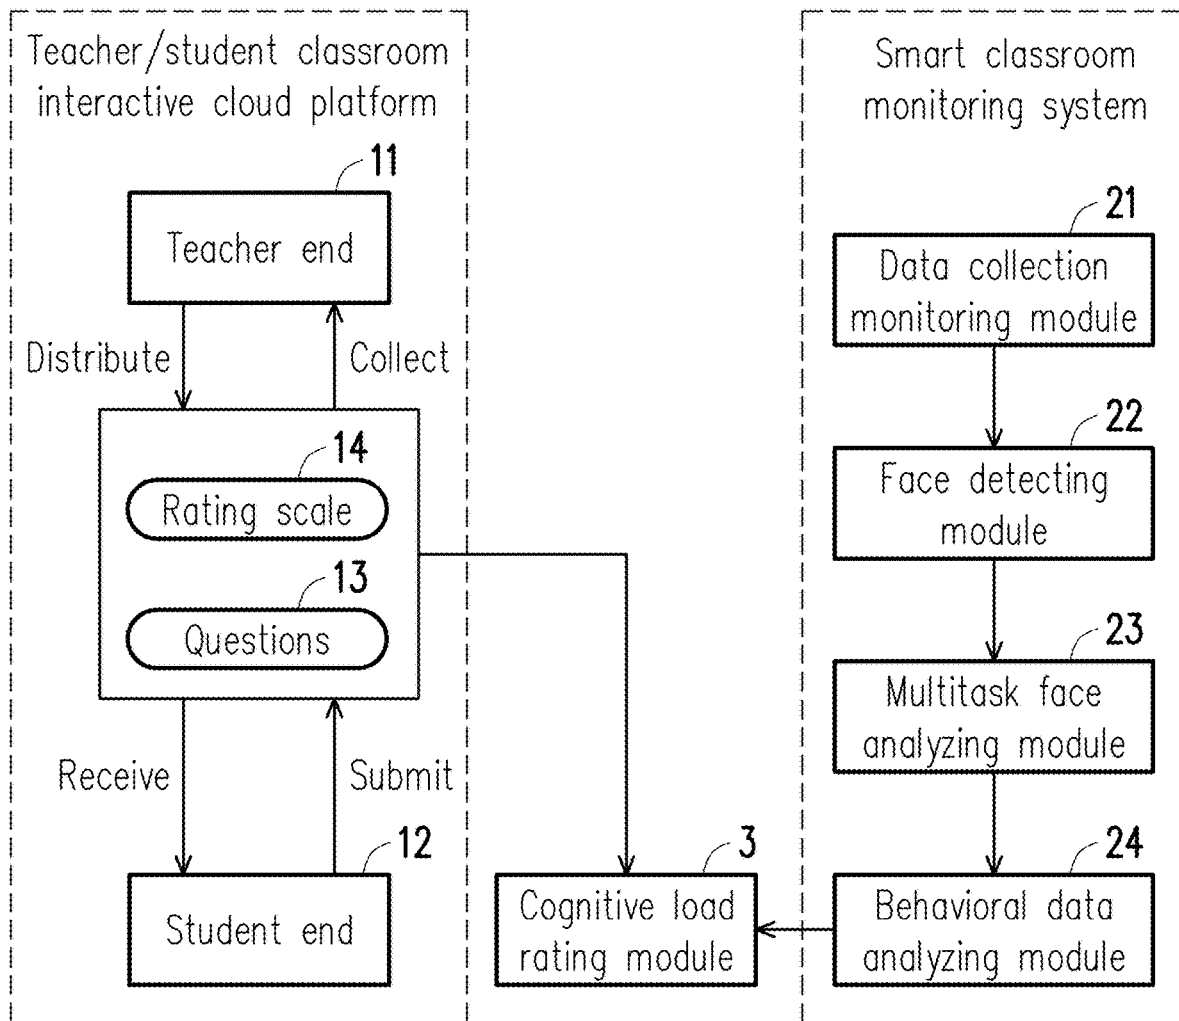 Teacher/student classroom
interactive cloud platform
11
Teacher end
Distribute
Collect
14
Rating scale
13
Questions
Receive
Submit
12
Student end
3
Cognitive load
rating module
Smart classroom
monitoring system
21
Data collection
monitoring module
22
Face detecting
module
23
Multitask face
analyzing module
24
Behavioral data
analyzing module